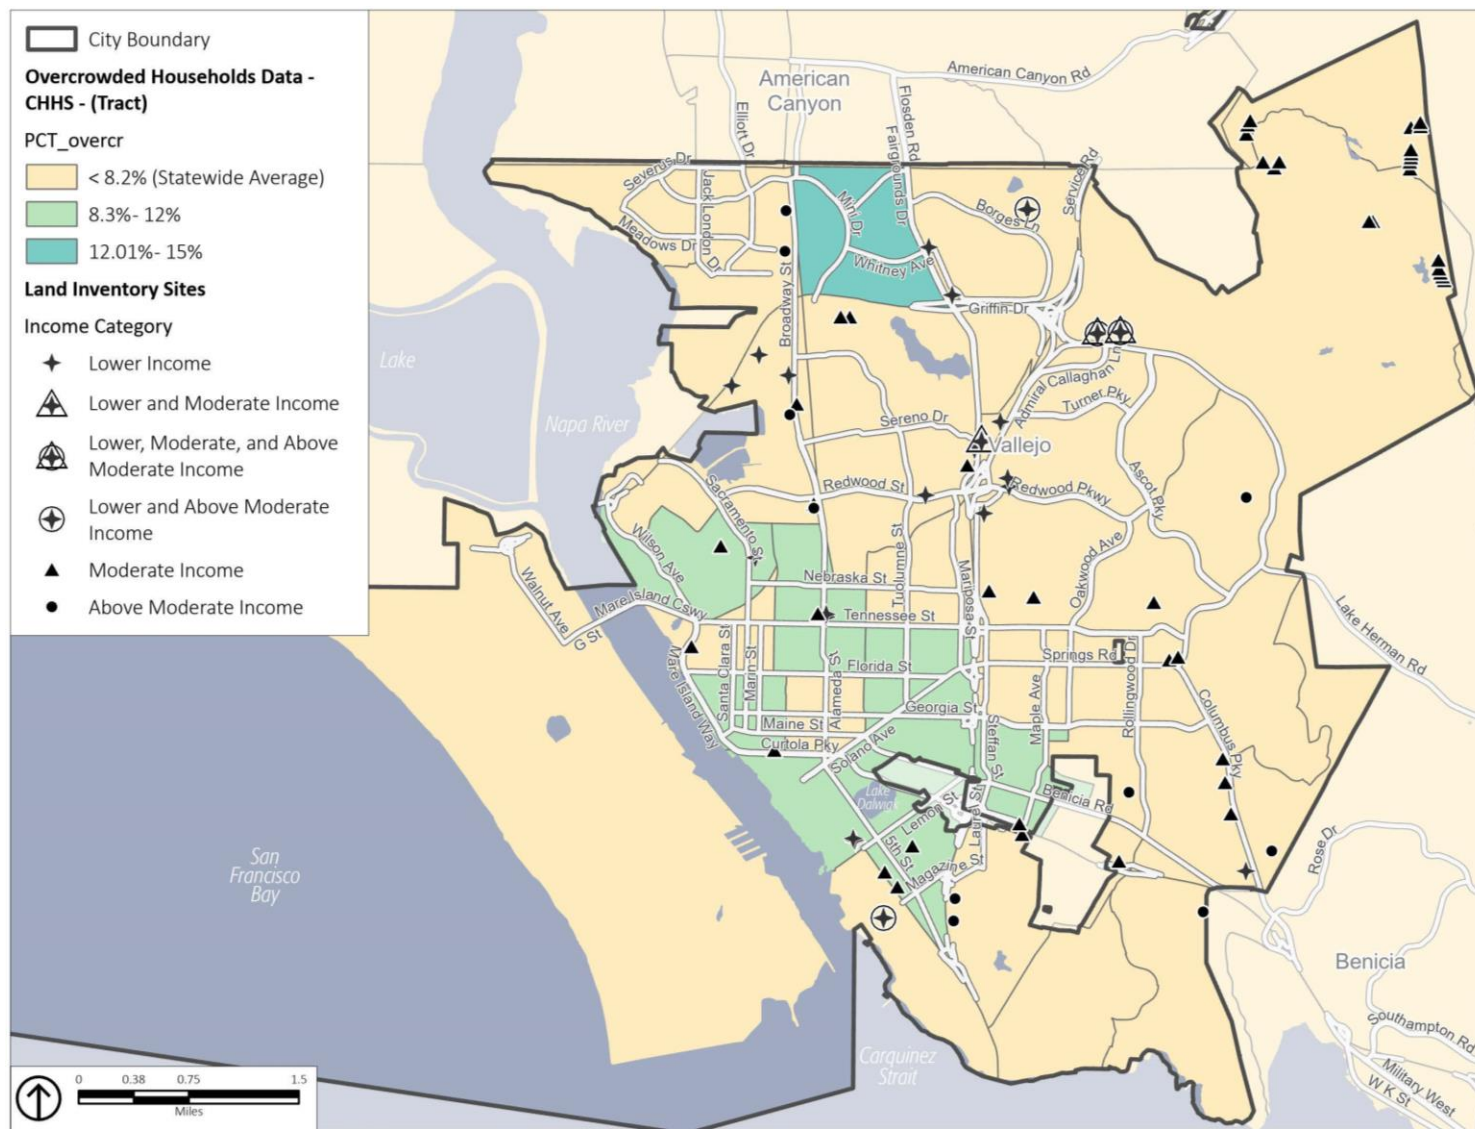 City Boundary
Overcrowded Households Data -
CHHS - (Tract)
PCT_overcr
< 8.2% (Statewide Average)
8.3%- 12%
12.01%- 15%
Land Inventory Sites
Income Category
Lower Income
Lower and Moderate Income
Lower, Moderate, and Above
Moderate Income
Lower and Above Moderate
Income
Moderate Income
Above Moderate Income
American
Canyon
American Canyon Rd
Elliott Dr
Flosden Rd
Fairgrounds Dr
Service Rd
Severus Dr
Jack London Dr
Meadows Dr
Mini Dr
Borges Ln
Whitney Ave
Broadway St
Griffin Dr
Lake
Napa River
Admiral Callaghan Ln
Turner Pky
Sereno Dr
Vallejo
Ascot Pky
Redwood St
Redwood Pkwy
Sacramento St
Wilson Ave
Tuolumne St
Mariposa St
Oakwood Ave
Nebraska St
Walnut Ave
Mare Island Cswy
G St
Tennessee St
Lake Herman Rd
Springs Rd
Rollingwood Dr
Florida St
Santa Clara St
Marin St
Mare Island Way
Alameda St
Maple Ave
Columbus Pky
Georgia St
Maine St
Steffan St
Curtola Pky
Solano Ave
Lake
Dalwigk
Lemon St
Laurel St
Benicia Rd
5th St
Magazine St
Rose Dr
San
Francisco
Bay
Benicia
Southampton Rd
Carquinez
Strait
Military West
W K St
0 0.38 0.75 1.5
Miles